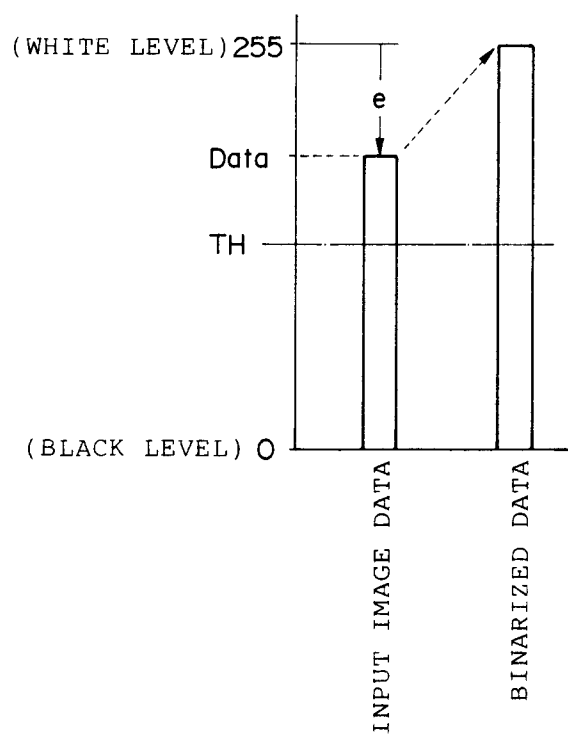 (WHITE LEVEL) 255
e
Data
TH
(BLACK LEVEL) 0
INPUT IMAGE DATA
BINARIZED DATA